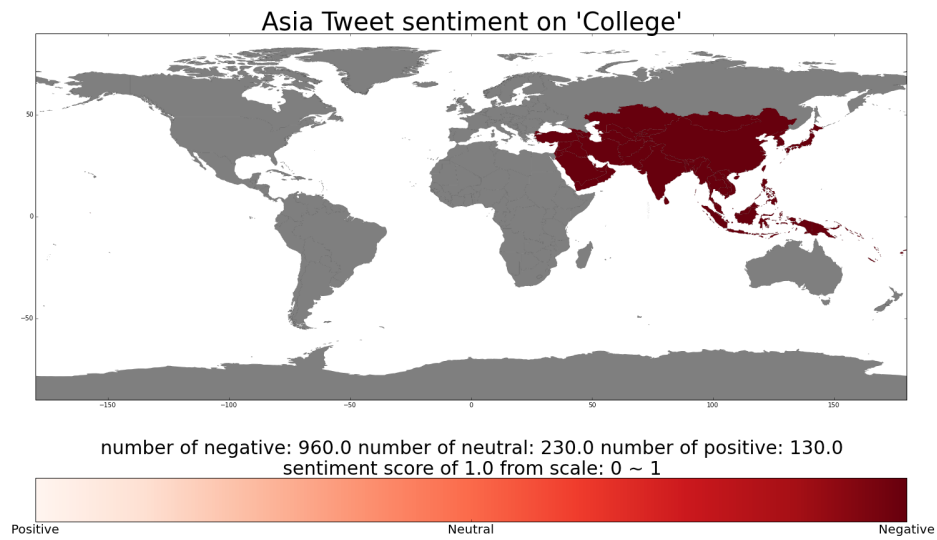 Asia Tweet sentiment on 'College'
50
0
−50
−150 −100 −50 0 50 100 150
number of negative: 960.0 number of neutral: 230.0 number of positive: 130.0
sentiment score of 1.0 from scale: 0 ~ 1
Positive Neutral Negative